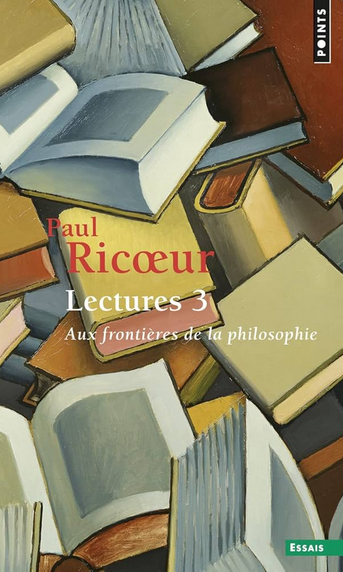 POINTS
Paul
Ricœur
Lectures 3
Aux frontières de la philosophie
ESSAIS